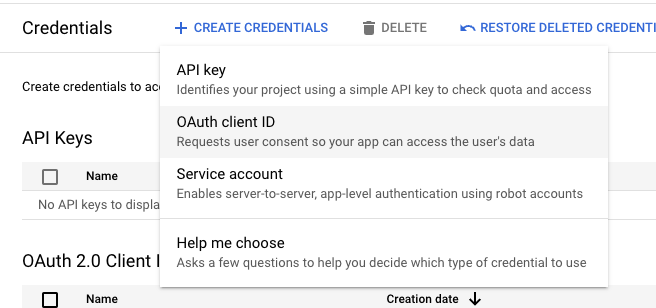 Credentials
CREATE CREDENTIALS
DELETE
RESTORE DELETED
API key
Identifies your project using a simple API key to check quota and access
Create credentials to
OAuth client ID
Requests user consent so your app can access the user's data
API Keys
Service account
Name
Enables server-to-server, app-level authentication using robot accounts
No API keys to
Help me choose
Asks a few questions to help you decide which type of credential to use
OAuth 2.0 Client
Name
Creation date